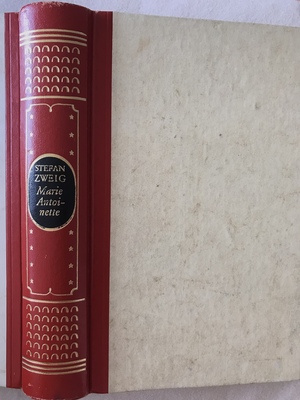 STEFAN
ZWEIG
Marie
Antoi-
nette